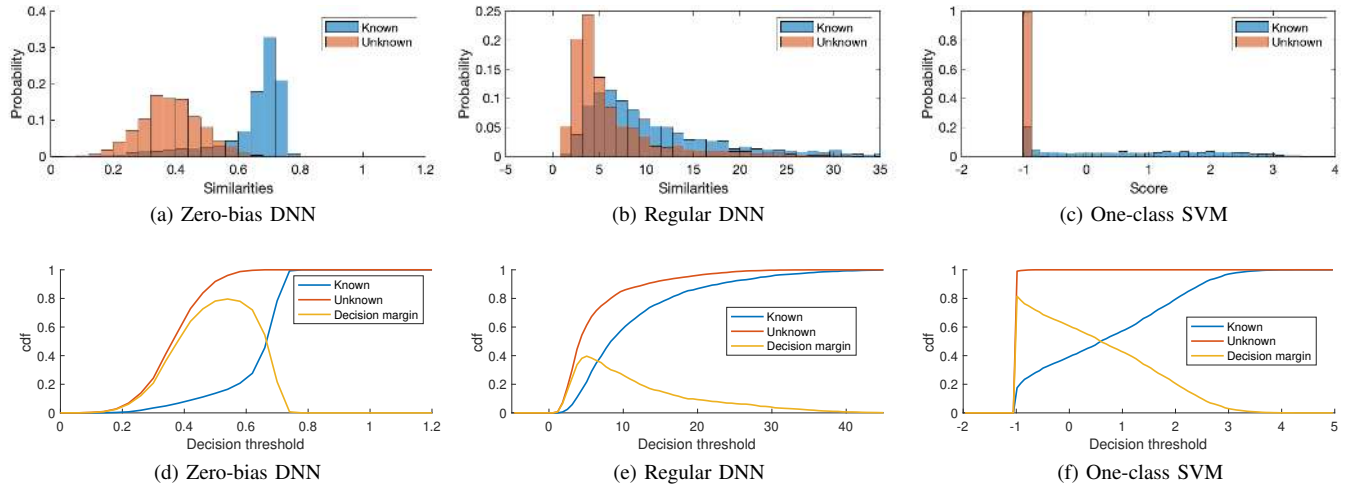 0.4
0.3
0.2
0.1
0
Probability
Known
Unknown
0 0.2 0.4 0.6 0.8 1 1.2
Similarities
(a) Zero-bias DNN
0.25
0.2
0.15
0.1
0.05
0
Probability
Known
Unknown
-5 0 5 10 15 20 25 30 35
Similarities
(b) Regular DNN
1
0.8
0.6
0.4
0.2
0
Probability
Known
Unknown
-2 -1 0 1 2 3 4
Score
(c) One-class SVM
1
0.8
0.6
0.4
0.2
0
cdf
Known
Unknown
Decision margin
0 0.2 0.4 0.6 0.8 1 1.2
Decision threshold
(d) Zero-bias DNN
1
0.8
0.6
0.4
0.2
0
cdf
Known
Unknown
Decision margin
0 10 20 30 40
Decision threshold
(e) Regular DNN
1
0.8
0.6
0.4
0.2
0
cdf
Known
Unknown
Decision margin
-2 -1 0 1 2 3 4 5
Decision threshold
(f) One-class SVM